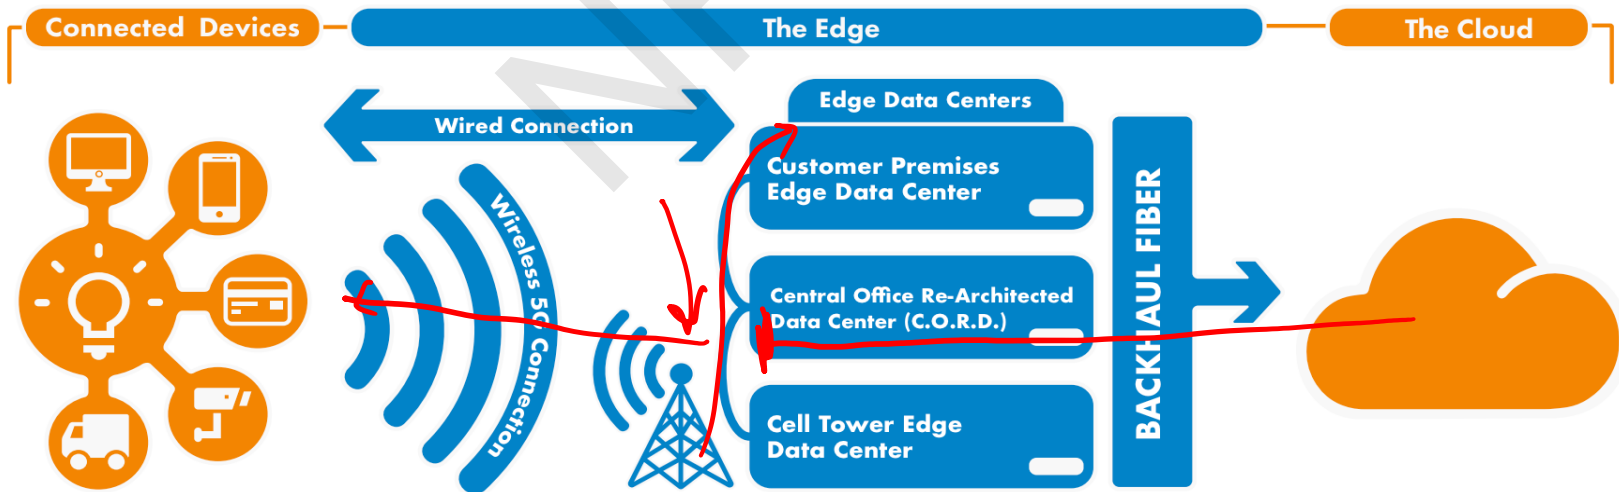 Connected Devices
The Edge
The Cloud
Wired Connection
Wireless 5G Connection
Edge Data Centers
Customer Premises
Edge Data Center
Central Office Re-Architected
Data Center (C.O.R.D.)
Cell Tower Edge
Data Center
BACKHAUL FIBER